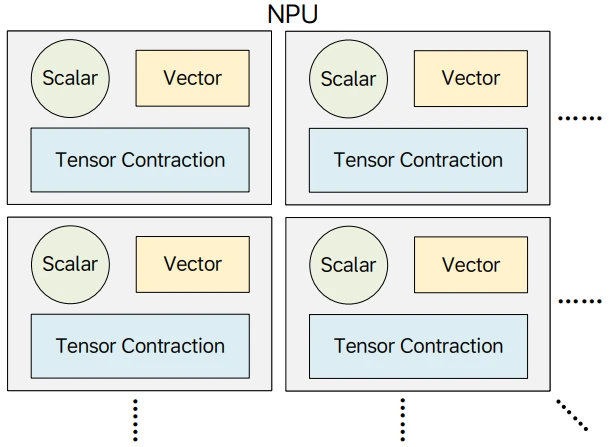 NPU
Scalar
Vector
Tensor Contraction
Scalar
Vector
Tensor Contraction
Scalar
Vector
Tensor Contraction
Scalar
Vector
Tensor Contraction